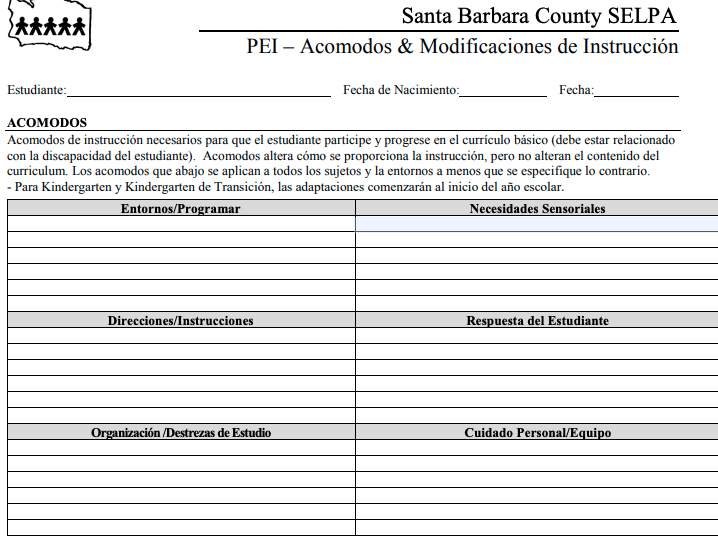 Santa Barbara County SELPA
PEI – Acomodos & Modificaciones de Instrucción
Estudiante: Fecha de Nacimiento: Fecha:
ACOMODOS
Acomodos de instrucción necesarios para que el estudiante participe y progrese en el currículo básico (debe estar relacionado
con la discapacidad del estudiante). Acomodos altera cómo se proporciona la instrucción, pero no alteran el contenido del
curriculum. Los acomodos que abajo se aplican a todos los sujetos y la entornos a menos que se especifique lo contrario.
- Para Kindergarten y Kindergarten de Transición, las adaptaciones comenzarán al inicio del año escolar.
Entornos/Programar Necesidades Sensoriales
Direcciones/Instrucciones Respuesta del Estudiante
Organización /Destrezas de Estudio Cuidado Personal/Equipo